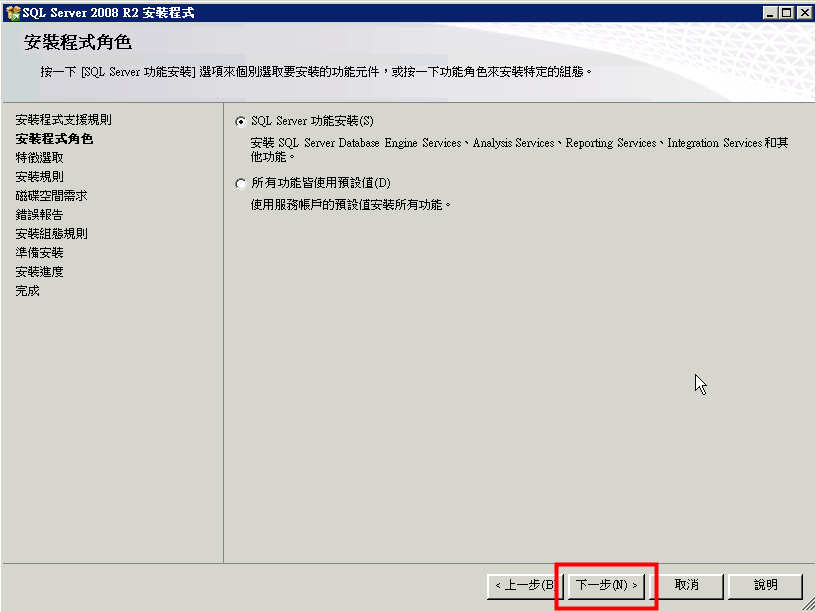 SQL Server 2008 R2 安裝程式
安裝程式角色
按一下 [SQL Server 功能安裝] 選項來個別選取要安裝的功能元件，或按一下功能角色來安裝特定的組態。
安裝程式支援規則
安裝程式角色
特徵選取
安裝規則
磁碟空間需求
錯誤報告
安裝組態規則
準備安裝
安裝進度
完成
SQL Server 功能安裝(S)
安裝 SQL Server Database Engine Services、Analysis Services、Reporting Services、Integration Services 和其
他功能。
所有功能皆使用預設值(D)
使用服務帳戶的預設值安裝所有功能。
< 上一步(B
下一步(N) >
取消
說明